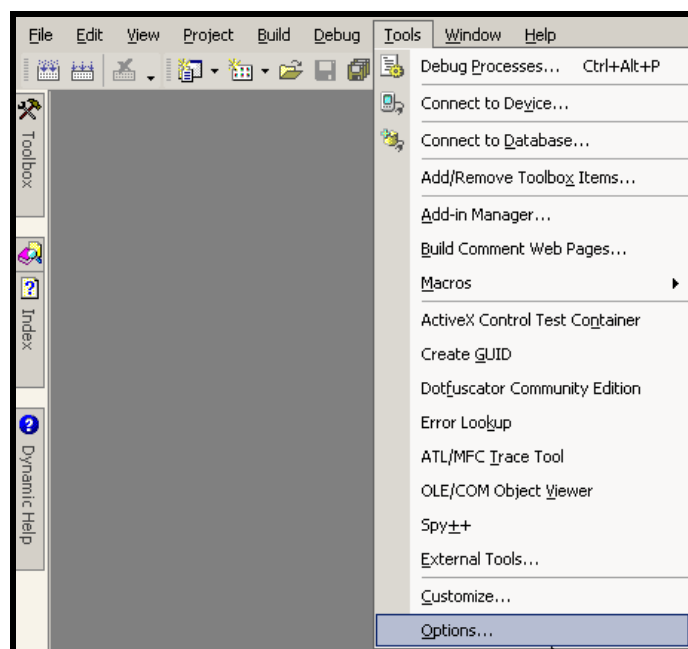 File Edit View Project Build Debug Tools Window Help
Debug Processes... Ctrl+Alt+P
Connect to Device...
Connect to Database...
Add/Remove Toolbox Items...
Add-in Manager...
Build Comment Web Pages...
Macros
ActiveX Control Test Container
Create GUID
Dotfuscator Community Edition
Error Lookup
ATL/MFC Trace Tool
OLE/COM Object Viewer
Spy++
External Tools...
Customize...
Options...
Toolbox
Index
Dynamic Help